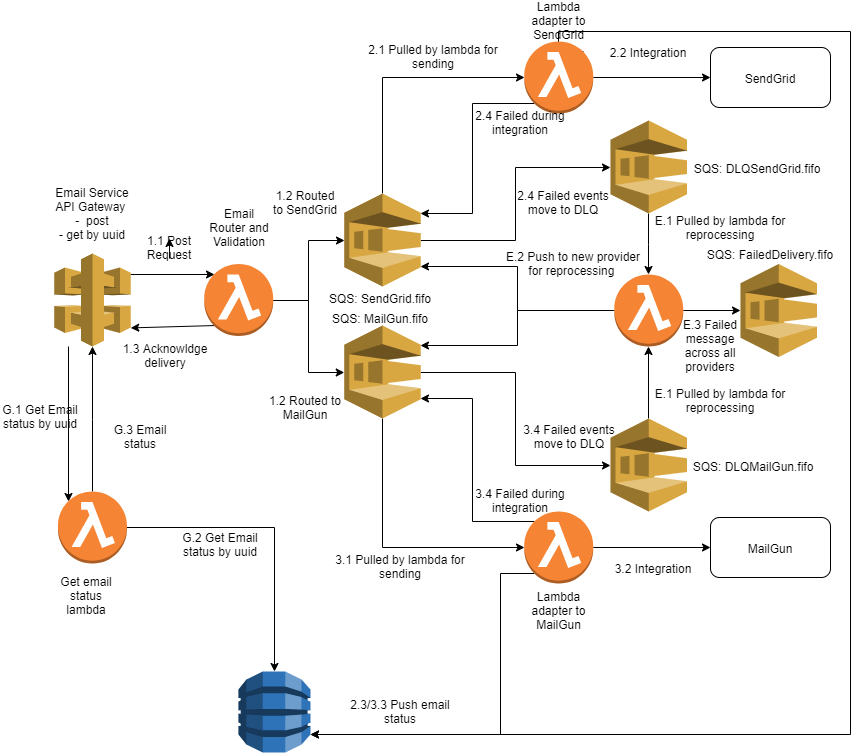 Lambda
adapter to
SendGrid
2.1 Pulled by lambda for
sending
2.2 Integration
SendGrid
2.4 Failed during
integration
SQS: DLQSendGrid.fifo
Email Service
API Gateway
- post
- get by uuid
1.2 Routed
to SendGrid
2.4 Failed events
move to DLQ
Email
Router and
Validation
1.1 Post
Request
E.1 Pulled by lambda for
reprocessing
E.2 Push to new provider
for reprocessing
SQS: FailedDelivery.fifo
SQS: SendGrid.fifo
SQS: MailGun.fifo
E.3 Failed
message
across all
providers
1.3 Acknowldge
delivery
1.2 Routed to
MailGun
E.1 Pulled by lambda for
reprocessing
G.1 Get Email
status by uuid
G.3 Email
status
3.4 Failed events
move to DLQ
SQS: DLQMailGun.fifo
3.4 Failed during
integration
G.2 Get Email
status by uuid
3.1 Pulled by lambda for
sending
MailGun
3.2 Integration
Get email
status
lambda
Lambda
adapter to
MailGun
2.3/3.3 Push email
status